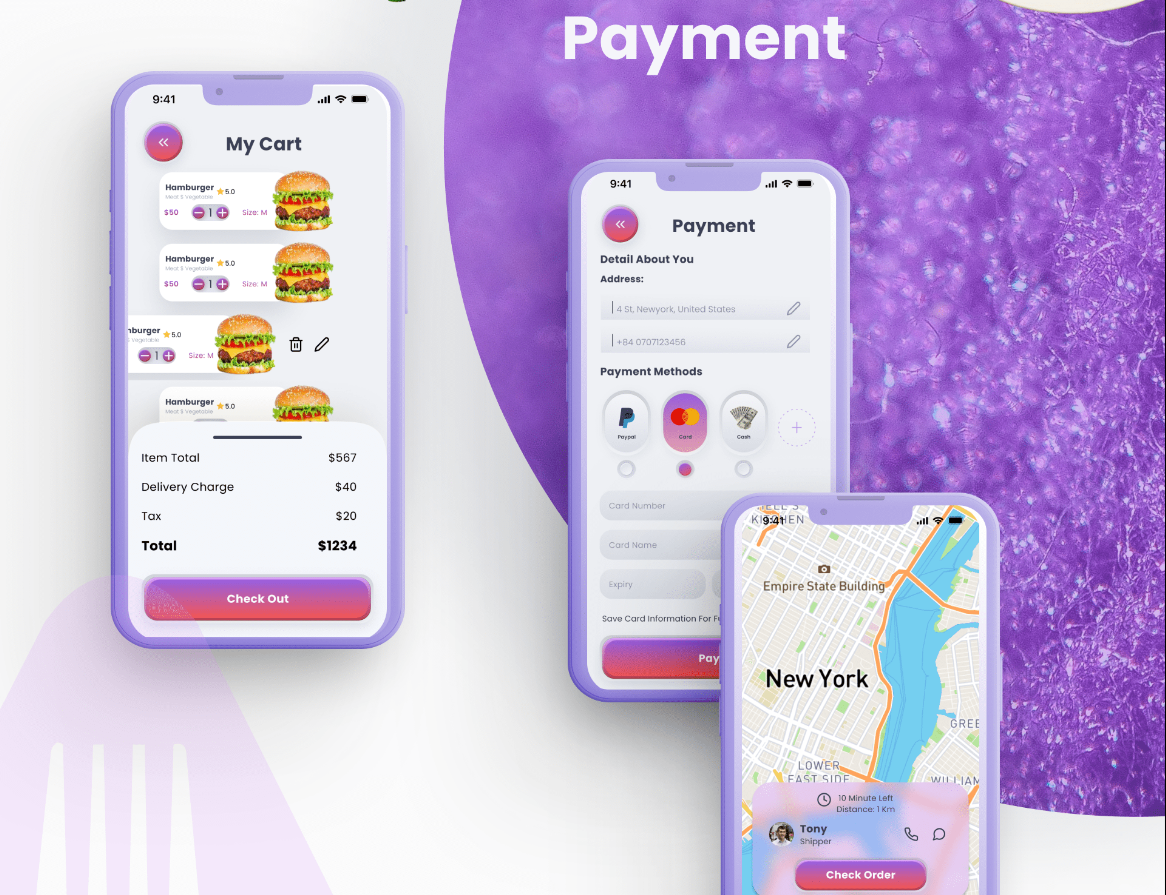 Payment
9:41
My Cart
Hamburger 5.0
Meat & Vegetable
$50 1 Size: M
Hamburger 5.0
Meat & Vegetable
$50 1 Size: M
mburger 5.0
Vegetable
1 Size: M
Hamburger 5.0
Meat & Vegetable
Item Total $567
Delivery Charge $40
Tax $20
Total $1234
Check Out
9:41
Payment
Detail About You
Address:
4 St, Newyork, United States
+84 0707123456
Payment Methods
Paypal Card Cash
Card Number
Card Name
Expiry
Save Card Information For Fu
Pay
9:41
ELL'S
KITCHEN
Empire State Building
New York
GREE
LOWER
EAST SIDE
WILLIAM
10 Minute Left
Distance: 1 Km
Tony
Shipper
Check Order